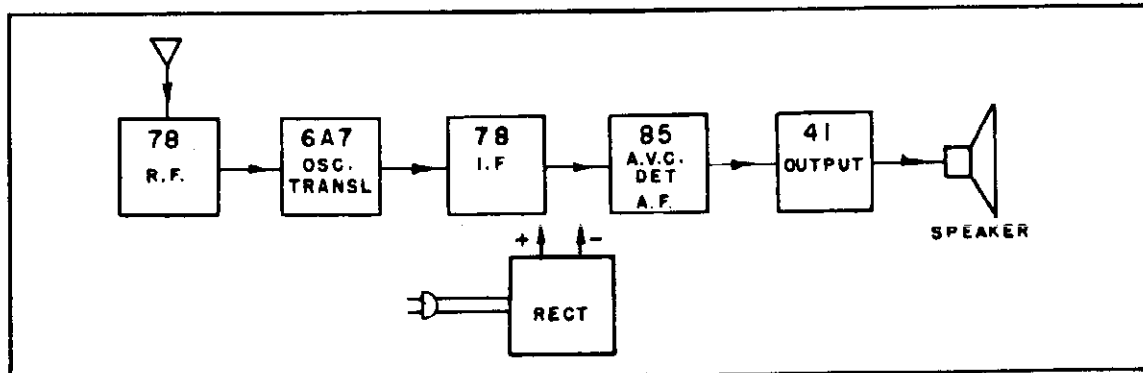 78
R.F.
6A7
OSC.
TRANSL
78
I.F
85
A.V.C.
DET
A.F.
41
OUTPUT
SPEAKER
+ -
RECT